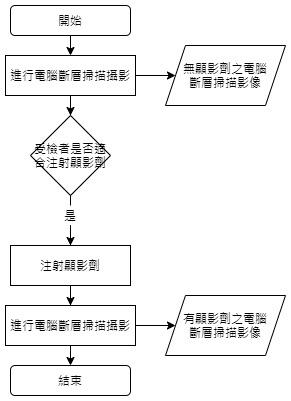 開始
進行電腦斷層掃描攝影
無顯影劑之電腦
斷層掃描影像
受檢者是否適
合注射顯影劑
是
注射顯影劑
進行電腦斷層掃描攝影
有顯影劑之電腦
斷層掃描影像
結束